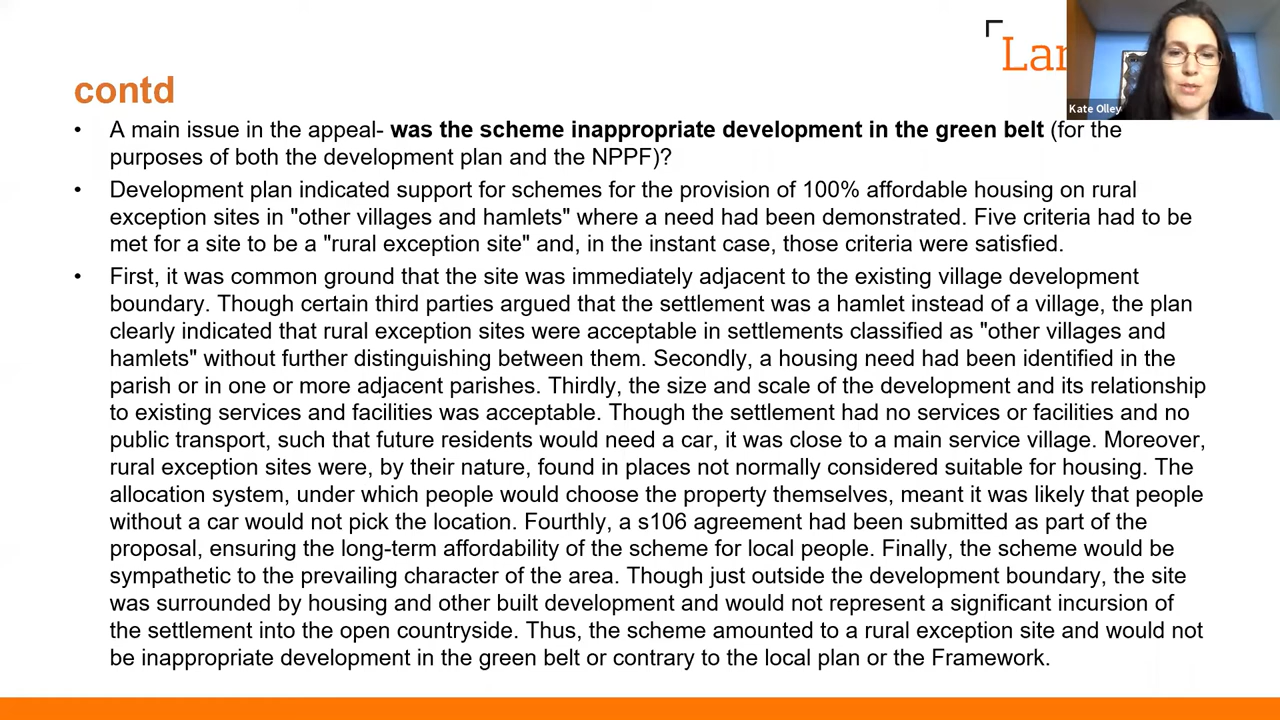 Lan
Kate Olley
contd
• A main issue in the appeal- was the scheme inappropriate development in the green belt (for the
purposes of both the development plan and the NPPF)?
• Development plan indicated support for schemes for the provision of 100% affordable housing on rural
exception sites in "other villages and hamlets" where a need had been demonstrated. Five criteria had to be
met for a site to be a "rural exception site" and, in the instant case, those criteria were satisfied.
• First, it was common ground that the site was immediately adjacent to the existing village development
boundary. Though certain third parties argued that the settlement was a hamlet instead of a village, the plan
clearly indicated that rural exception sites were acceptable in settlements classified as "other villages and
hamlets" without further distinguishing between them. Secondly, a housing need had been identified in the
parish or in one or more adjacent parishes. Thirdly, the size and scale of the development and its relationship
to existing services and facilities was acceptable. Though the settlement had no services or facilities and no
public transport, such that future residents would need a car, it was close to a main service village. Moreover,
rural exception sites were, by their nature, found in places not normally considered suitable for housing. The
allocation system, under which people would choose the property themselves, meant it was likely that people
without a car would not pick the location. Fourthly, a s106 agreement had been submitted as part of the
proposal, ensuring the long-term affordability of the scheme for local people. Finally, the scheme would be
sympathetic to the prevailing character of the area. Though just outside the development boundary, the site
was surrounded by housing and other built development and would not represent a significant incursion of
the settlement into the open countryside. Thus, the scheme amounted to a rural exception site and would not
be inappropriate development in the green belt or contrary to the local plan or the Framework.